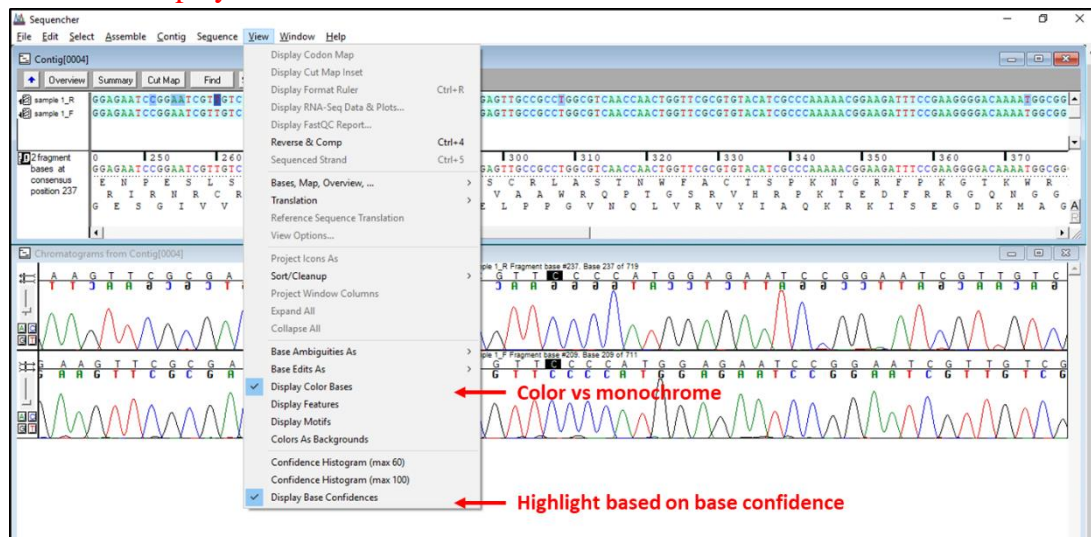 Sequencher
File Edit Select Assemble Contig Sequence View Window Help
Contig[0004]
Overview Summary Cut Map Find
sample 1_R GGAGAATCCGGAATCGT GTC GAGTTGCCGCCTGGCGTCAACCAACTGGTTCGCGTGTACATCGCCCAAAAACGGAAGATTTCCGAAGGGGACAAAATGGCGG
sample 1_F GGAGAATCCGGAATCGTTGTC GAGTTGCCGCCTGGCGTCAACCAACTGGTTCGCGTGTACATCGCCCAAAAACGGAAGATTTCCGAAGGGGACAAAATGGCGG
2 fragment 0 250 260 300 310 320 330 340 350 360 370
bases at GGAGAATCCGGAATCGTTGTC GAGTTGCCGCCTGGCGTCAACCAACTGGTTCGCGTGTACATCGCCCAAAAACGGAAGATTTCCGAAGGGGACAAAATGGCGG
consensus E N P E S L S S C R L A S T N W F A C T S P K N G R F P K G T K W R
position 237 R I R N R C R V A A W R Q P T G S R V H R P K T E D F R R G Q N G
G E S G I V V E L P P G V N Q L V R V Y I A Q K R K I S E G D K M A G
Chromatograms from Contig[0004]
ple 1_R Fragment base #237. Base 237 of 719
A A G T T C G C G A G T T C C C C A T G G A G A A T C C G G A A T C G T T G T C
ple 1_F Fragment base #209. Base 209 of 711
G A A G T T C G C G A G T T C C C C A T G G A G A A T C C G G A A T C G T T G T C G
Display Codon Map
Display Cut Map Inset
Display Format Ruler Ctrl+R
Display RNA-Seq Data & Plots...
Display FastQC Report...
Reverse & Comp Ctrl+4
Sequenced Strand Ctrl+5
Bases, Map, Overview, ...
Translation
Reference Sequence Translation
View Options...
Project Icons As
Sort/Cleanup
Project Window Columns
Expand All
Collapse All
Base Ambiguities As
Base Edits As
Display Color Bases
Display Features
Display Motifs
Colors As Backgrounds
Confidence Histogram (max 60)
Confidence Histogram (max 100)
Display Base Confidences
Color vs monochrome
Highlight based on base confidence